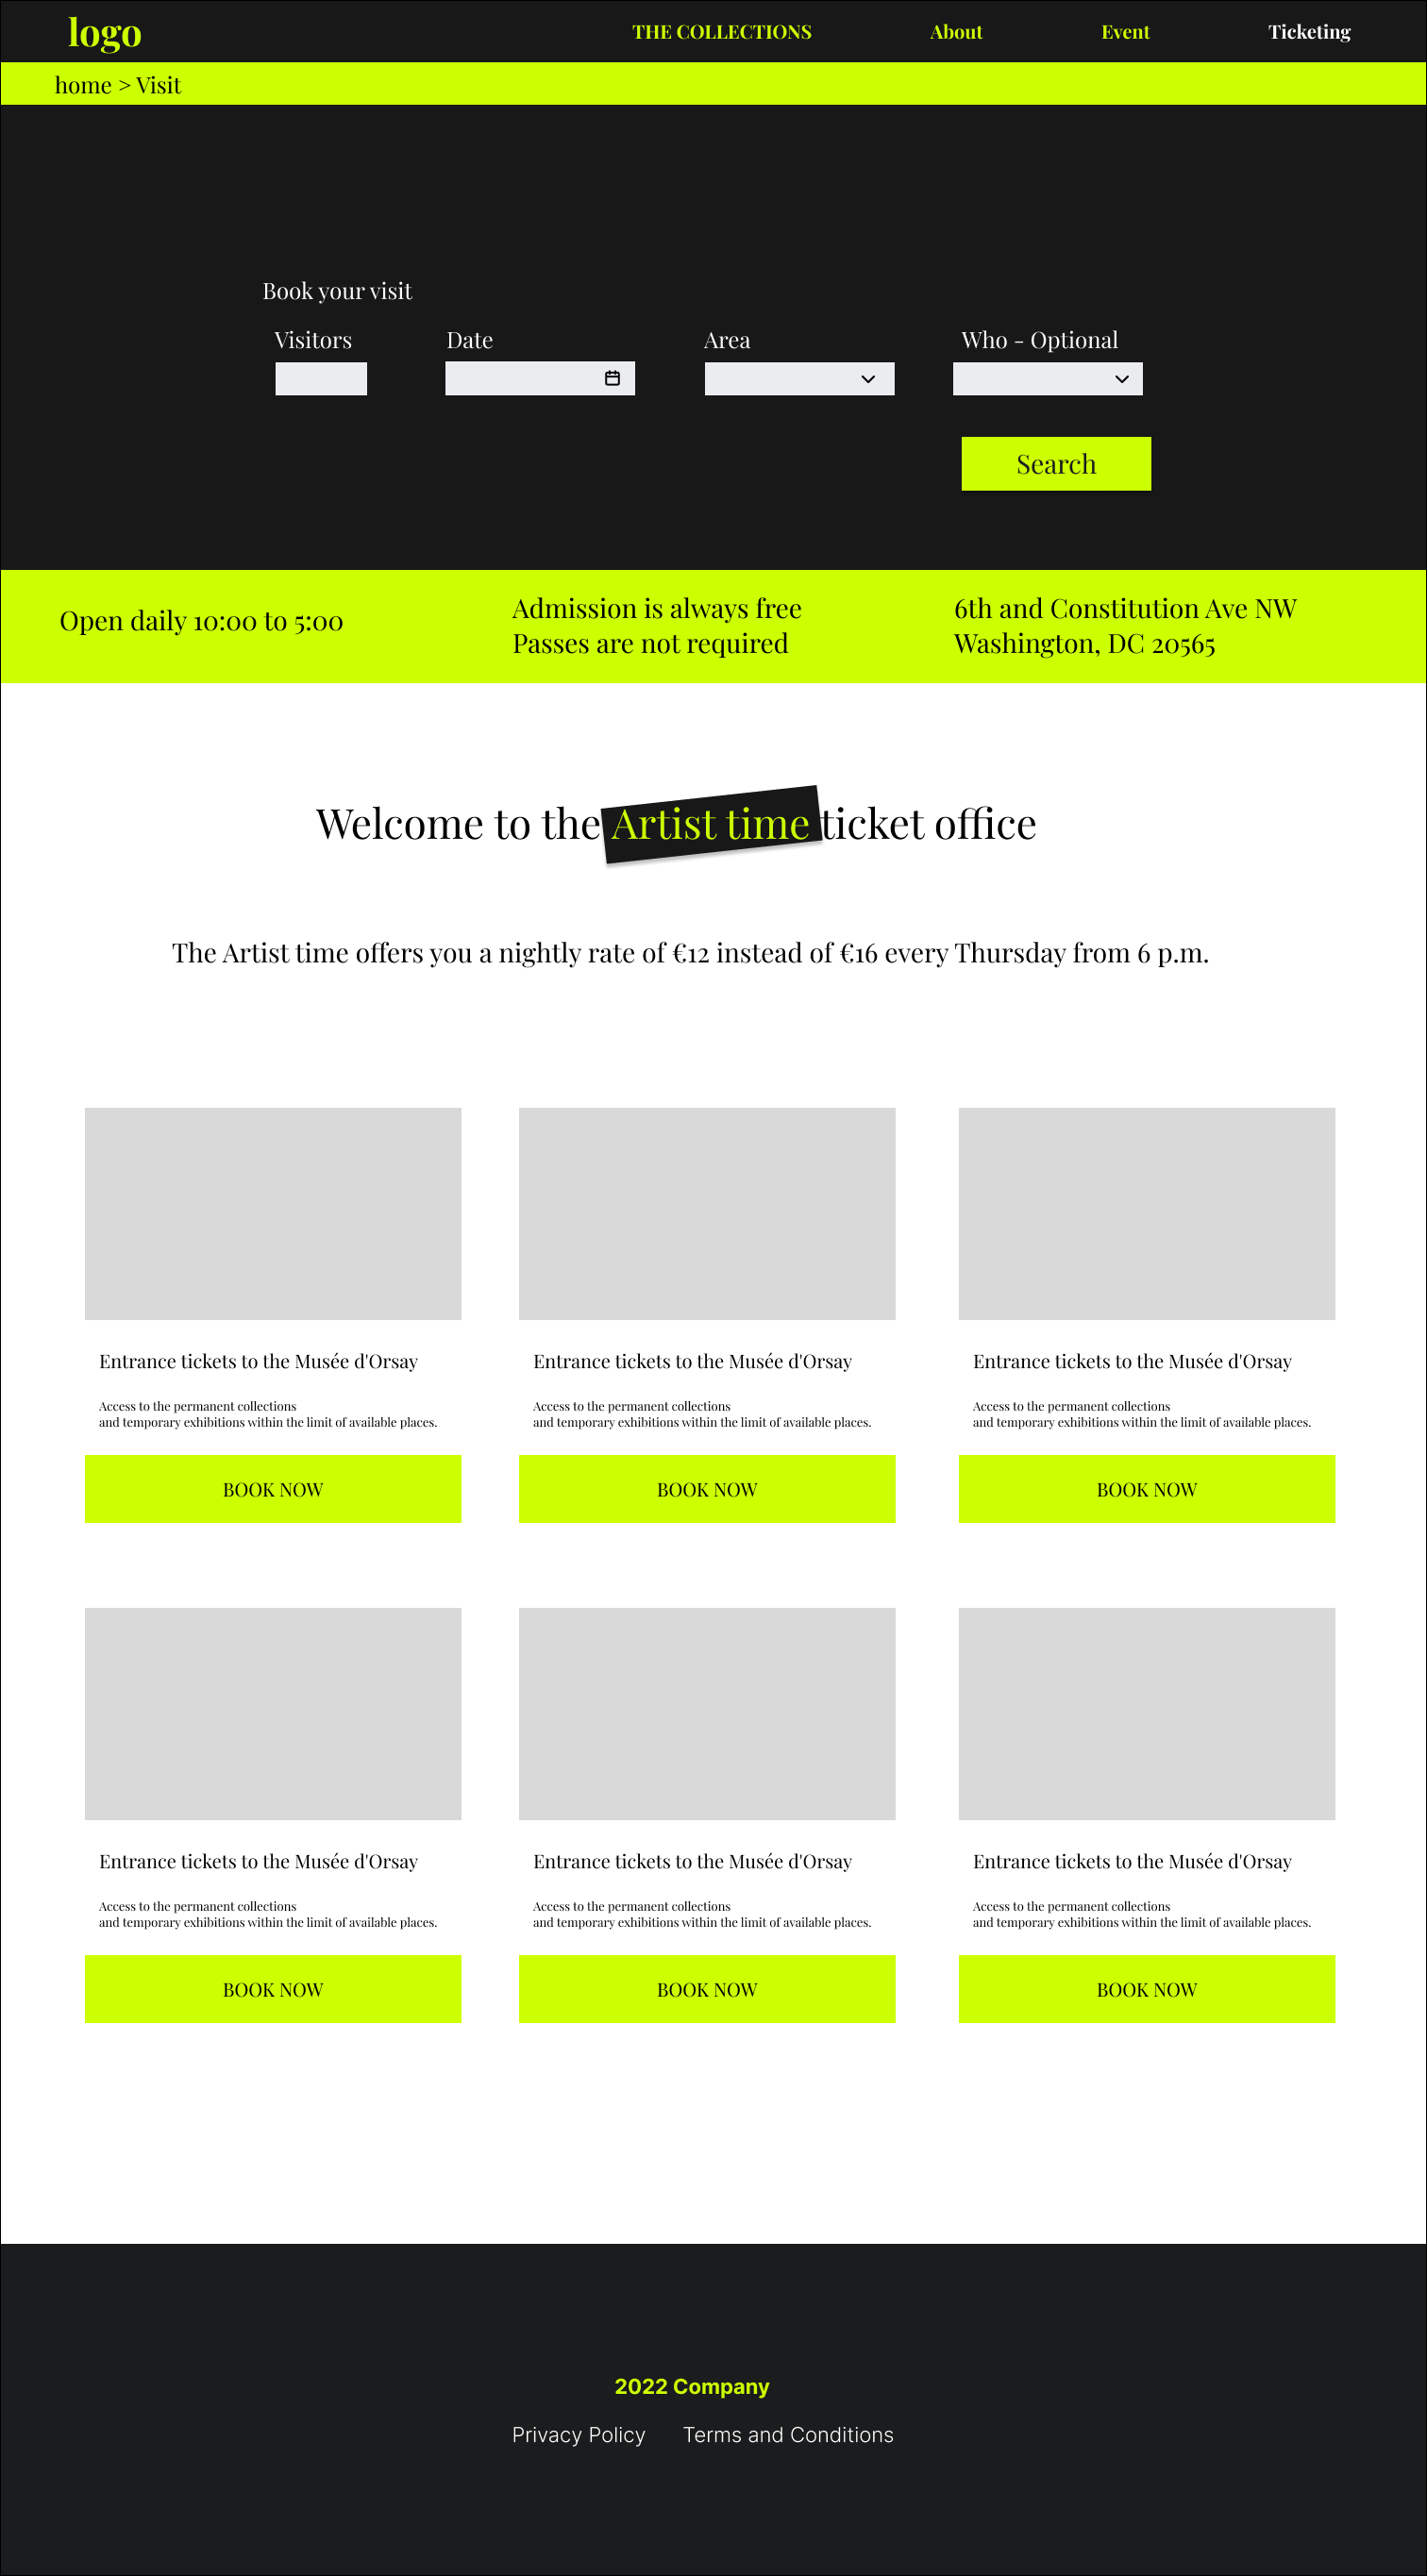 logo
THE COLLECTIONS
About
Event
Ticketing
home > Visit
Book your visit
Visitors
Date
Area
Who - Optional
Search
Open daily 10:00 to 5:00
Admission is always free
Passes are not required
6th and Constitution Ave NW
Washington, DC 20565
Welcome to the Artist time ticket office
The Artist time offers you a nightly rate of €12 instead of €16 every Thursday from 6 p.m.
Entrance tickets to the Musée d'Orsay
Access to the permanent collections
and temporary exhibitions within the limit of available places.
BOOK NOW
Entrance tickets to the Musée d'Orsay
Access to the permanent collections
and temporary exhibitions within the limit of available places.
BOOK NOW
Entrance tickets to the Musée d'Orsay
Access to the permanent collections
and temporary exhibitions within the limit of available places.
BOOK NOW
Entrance tickets to the Musée d'Orsay
Access to the permanent collections
and temporary exhibitions within the limit of available places.
BOOK NOW
Entrance tickets to the Musée d'Orsay
Access to the permanent collections
and temporary exhibitions within the limit of available places.
BOOK NOW
Entrance tickets to the Musée d'Orsay
Access to the permanent collections
and temporary exhibitions within the limit of available places.
BOOK NOW
2022 Company
Privacy Policy
Terms and Conditions